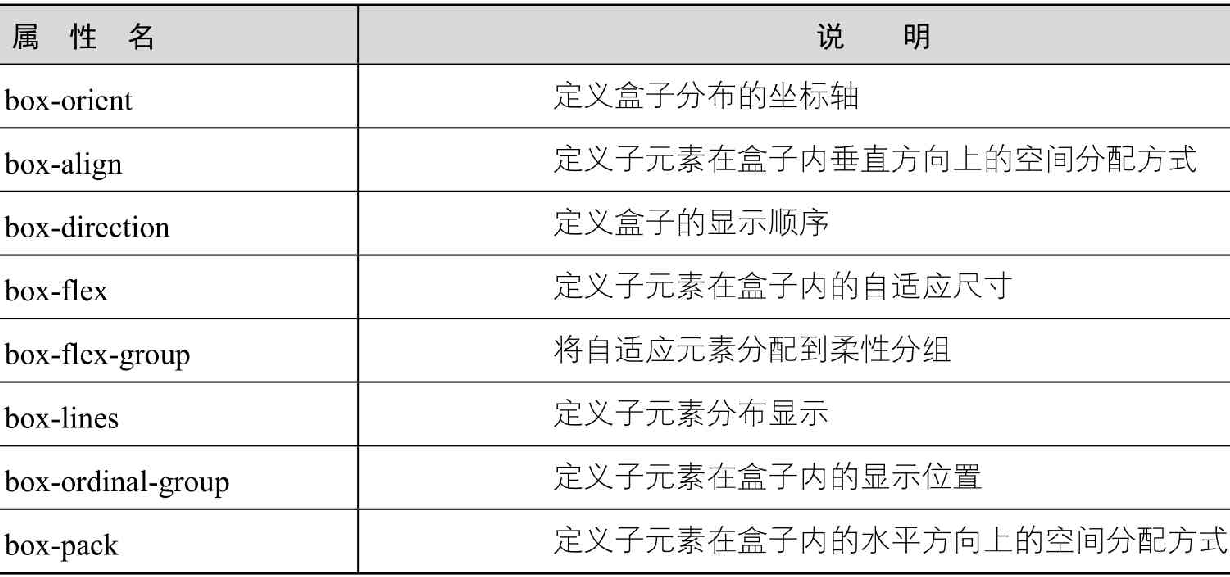 属 性 名 说 明
box-orient 定义盒子分布的坐标轴
box-align 定义子元素在盒子内垂直方向上的空间分配方式
box-direction 定义盒子的显示顺序
box-flex 定义子元素在盒子内的自适应尺寸
box-flex-group 将自适应元素分配到柔性分组
box-lines 定义子元素分布显示
box-ordinal-group 定义子元素在盒子内的显示位置
box-pack 定义子元素在盒子内的水平方向上的空间分配方式